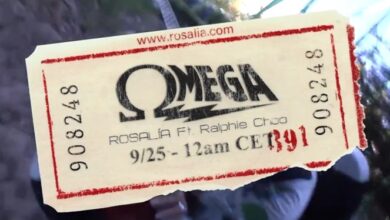 www.rosalia.com
908248
ΩMEGA
ROSALÍA Ft. Ralphie Choo
9/25 - 12am CET
B91
908248